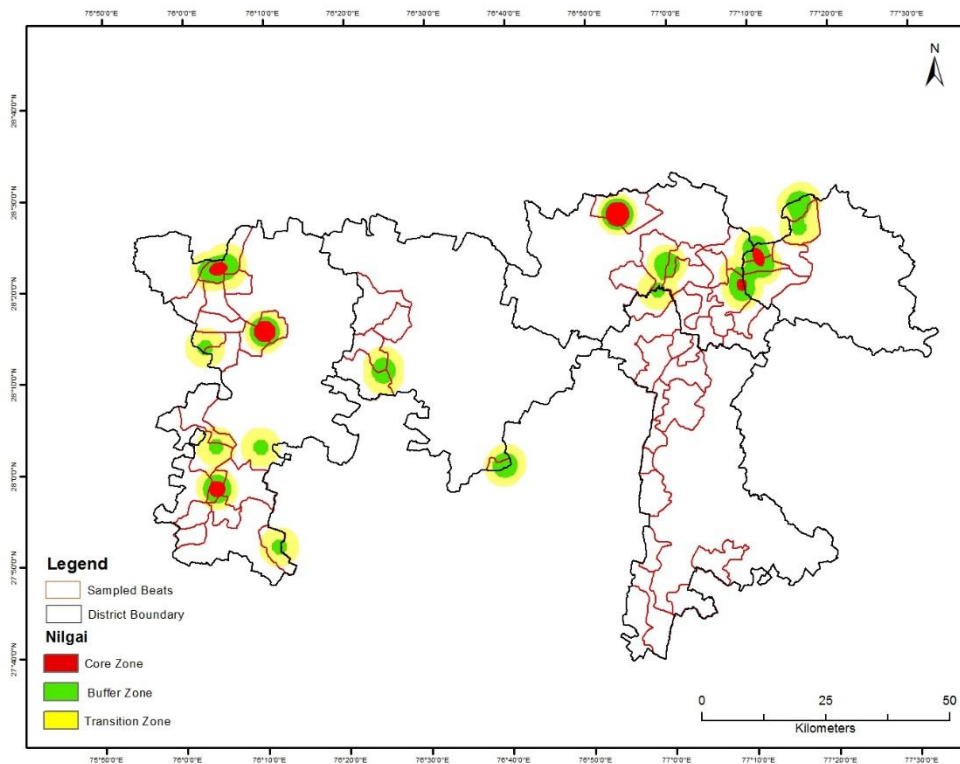 75°50'0"E 76°0'0"E 76°10'0"E 76°20'0"E 76°30'0"E 76°40'0"E 76°50'0"E 77°0'0"E 77°10'0"E 77°20'0"E 77°30'0"E
N
28°40'0"N
28°30'0"N
28°20'0"N
28°10'0"N
28°0'0"N
27°50'0"N
27°40'0"N
Legend
Sampled Beats
District Boundary
Nilgai
Core Zone
Buffer Zone
Transition Zone
0 25 50
Kilometers
75°50'0"E 76°0'0"E 76°10'0"E 76°20'0"E 76°30'0"E 76°40'0"E 76°50'0"E 77°0'0"E 77°10'0"E 77°20'0"E 77°30'0"E